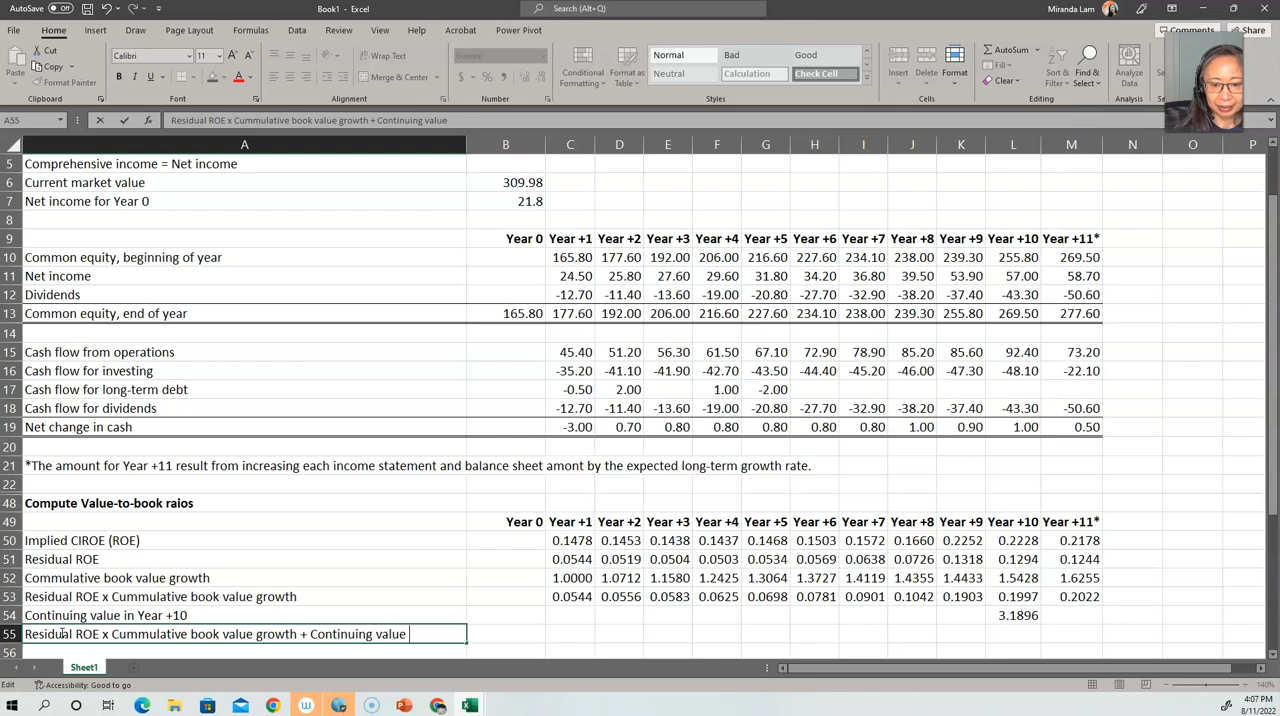 AutoSave Off Book1 - Excel Search (Alt+Q) Miranda Lam
File Home Insert Draw Page Layout Formulas Data Review View Help Acrobat Power Pivot Comments Share
Cut Calibri 11 Wrap Text General Normal Bad Good AutoSum
Paste Copy Merge & Center Conditional Formatting Format as Table Neutral Calculation Check Cell Insert Delete Format Fill Sort & Filter Find & Select Analyze Data
Format Painter Clear
Clipboard Font Alignment Number Styles Cells Editing Analysis
A55 fx Residual ROE x Cummulative book value growth + Continuing value
A B C D E F G H I J K L M N O P
5 Comprehensive income = Net income
6 Current market value 309.98
7 Net income for Year 0 21.8
8
9 Year 0 Year +1 Year +2 Year +3 Year +4 Year +5 Year +6 Year +7 Year +8 Year +9 Year +10 Year +11*
10 Common equity, beginning of year 165.80 177.60 192.00 206.00 216.60 227.60 234.10 238.00 239.30 255.80 269.50
11 Net income 24.50 25.80 27.60 29.60 31.80 34.20 36.80 39.50 53.90 57.00 58.70
12 Dividends -12.70 -11.40 -13.60 -19.00 -20.80 -27.70 -32.90 -38.20 -37.40 -43.30 -50.60
13 Common equity, end of year 165.80 177.60 192.00 206.00 216.60 227.60 234.10 238.00 239.30 255.80 269.50 277.60
14
15 Cash flow from operations 45.40 51.20 56.30 61.50 67.10 72.90 78.90 85.20 85.60 92.40 73.20
16 Cash flow for investing -35.20 -41.10 -41.90 -42.70 -43.50 -44.40 -45.20 -46.00 -47.30 -48.10 -22.10
17 Cash flow for long-term debt -0.50 2.00 1.00 -2.00
18 Cash flow for dividends -12.70 -11.40 -13.60 -19.00 -20.80 -27.70 -32.90 -38.20 -37.40 -43.30 -50.60
19 Net change in cash -3.00 0.70 0.80 0.80 0.80 0.80 0.80 1.00 0.90 1.00 0.50
20
21 *The amount for Year +11 result from increasing each income statement and balance sheet amont by the expected long-term growth rate.
22
48 Compute Value-to-book raios
49 Year 0 Year +1 Year +2 Year +3 Year +4 Year +5 Year +6 Year +7 Year +8 Year +9 Year +10 Year +11*
50 Implied CIROE (ROE) 0.1478 0.1453 0.1438 0.1437 0.1468 0.1503 0.1572 0.1660 0.2252 0.2228 0.2178
51 Residual ROE 0.0544 0.0519 0.0504 0.0503 0.0534 0.0569 0.0638 0.0726 0.1318 0.1294 0.1244
52 Commulative book value growth 1.0000 1.0712 1.1580 1.2425 1.3064 1.3727 1.4119 1.4355 1.4433 1.5428 1.6255
53 Residual ROE x Cummulative book value growth 0.0544 0.0556 0.0583 0.0625 0.0698 0.0781 0.0901 0.1042 0.1903 0.1997 0.2022
54 Continuing value in Year +10 3.1896
55 Residual ROE x Cummulative book value growth + Continuing value
56
Sheet1
Edit Accessibility: Good to go 140%
4:07 PM
8/11/2022